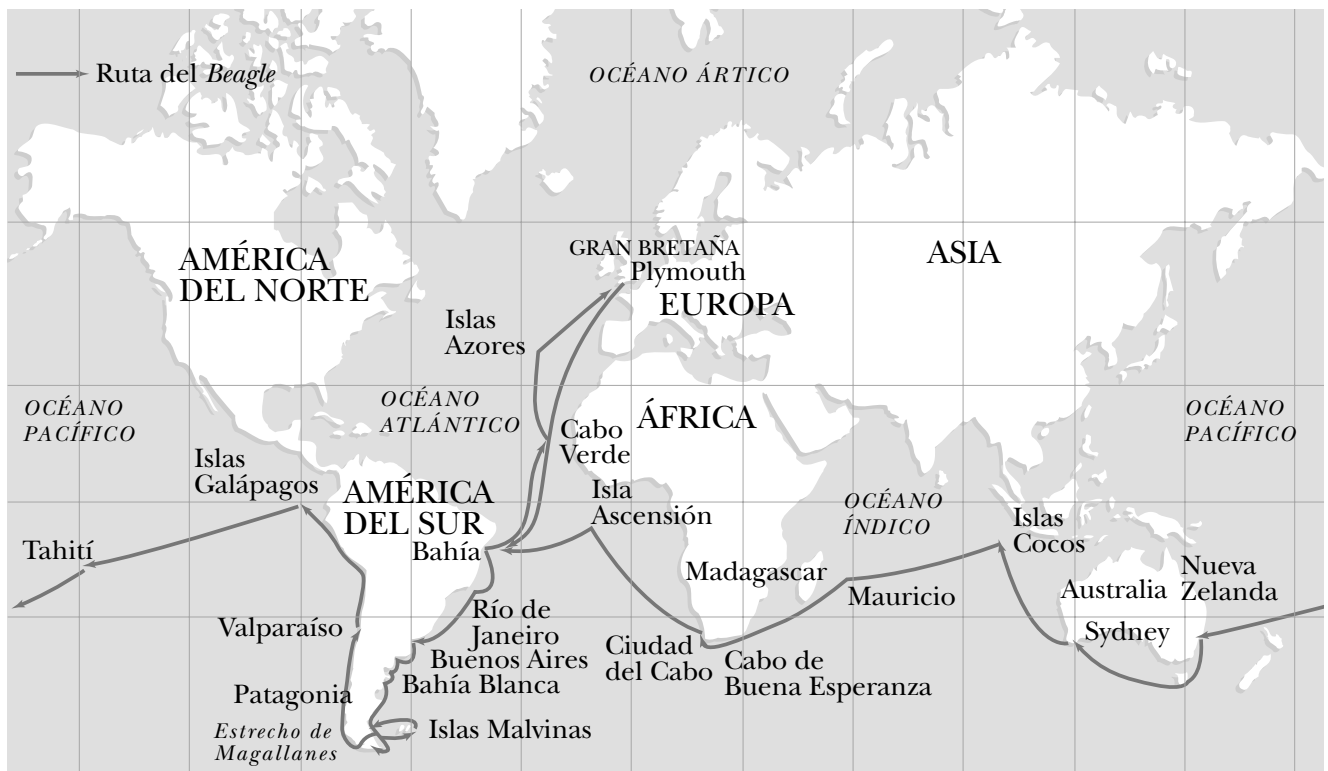 Ruta del Beagle
OCÉANO ÁRTICO
GRAN BRETAÑA
Plymouth
AMÉRICA
DEL NORTE
ASIA
EUROPA
Islas
Azores
OCÉANO
PACÍFICO
OCÉANO
ATLÁNTICO
ÁFRICA
OCÉANO
PACÍFICO
Cabo
Verde
Islas
Galápagos
AMÉRICA
DEL SUR
Isla
Ascensión
OCÉANO
ÍNDICO
Islas
Cocos
Bahía
Tahití
Madagascar
Mauricio
Australia
Nueva
Zelanda
Río de
Janeiro
Valparaíso
Sydney
Ciudad
del Cabo
Cabo de
Buena Esperanza
Buenos Aires
Bahía Blanca
Patagonia
Estrecho de
Magallanes
Islas Malvinas